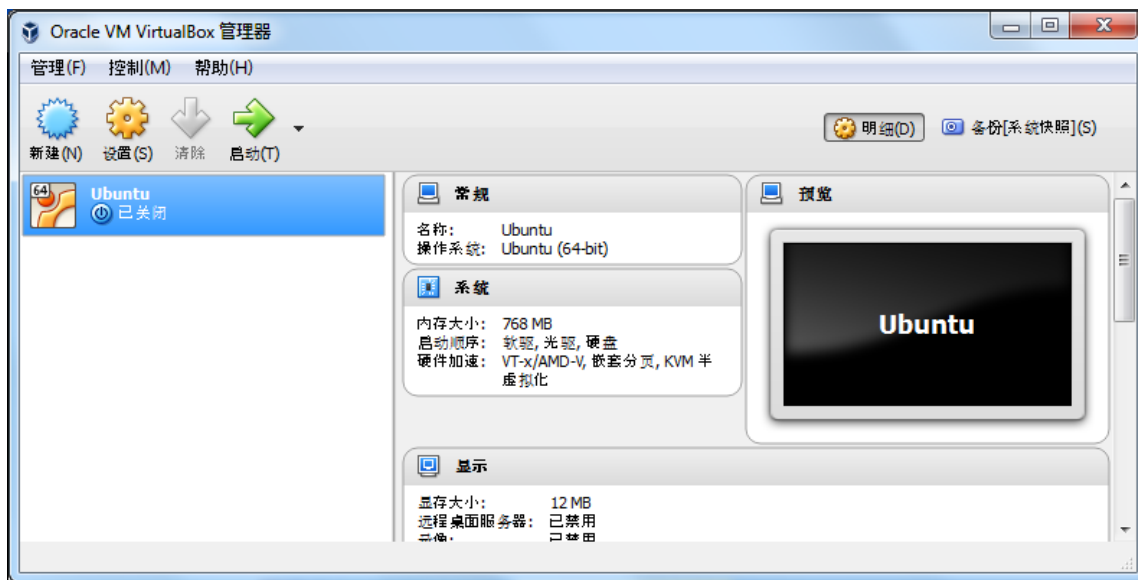 Oracle VM VirtualBox 管理器
管理(F) 控制(M) 帮助(H)
新建(N) 设置(S) 清除 启动(T)
明细(D) 备份[系统快照](S)
64
Ubuntu
已关闭
常规
名称: Ubuntu
操作系统: Ubuntu (64-bit)
系统
内存大小: 768 MB
启动顺序: 软驱, 光驱, 硬盘
硬件加速: VT-x/AMD-V, 嵌套分页, KVM 半
虚拟化
预览
Ubuntu
显示
显存大小: 12 MB
远程桌面服务器: 已禁用
录像: 已禁用